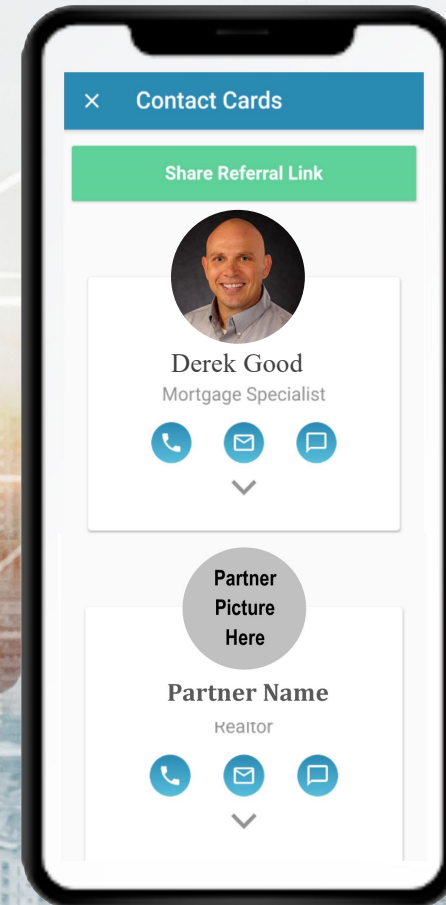 Contact Cards
Share Referral Link
Derek Good
Mortgage Specialist
Partner
Picture
Here
Partner Name
Realtor